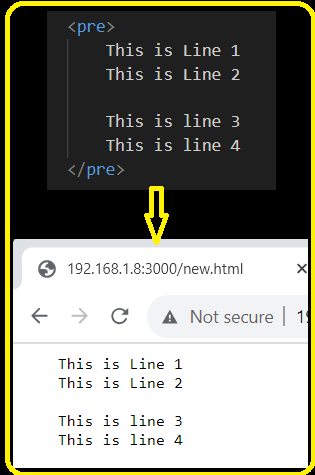 <pre>
This is Line 1
This is Line 2
This is line 3
This is line 4
</pre>
192.168.1.8:3000/new.html
Not secure | 19
This is Line 1
This is Line 2
This is line 3
This is line 4